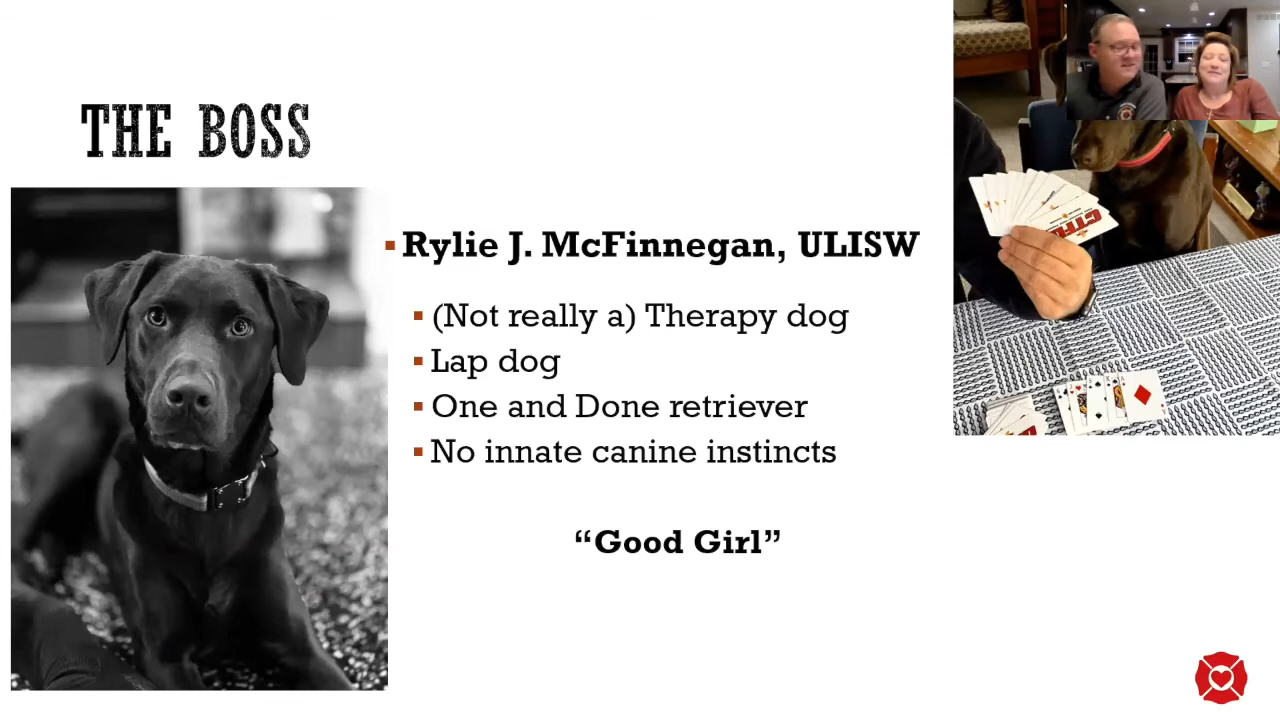 THE BOSS
Rylie J. McFinnegan, ULISW
(Not really a) Therapy dog
Lap dog
One and Done retriever
No innate canine instincts
“Good Girl”